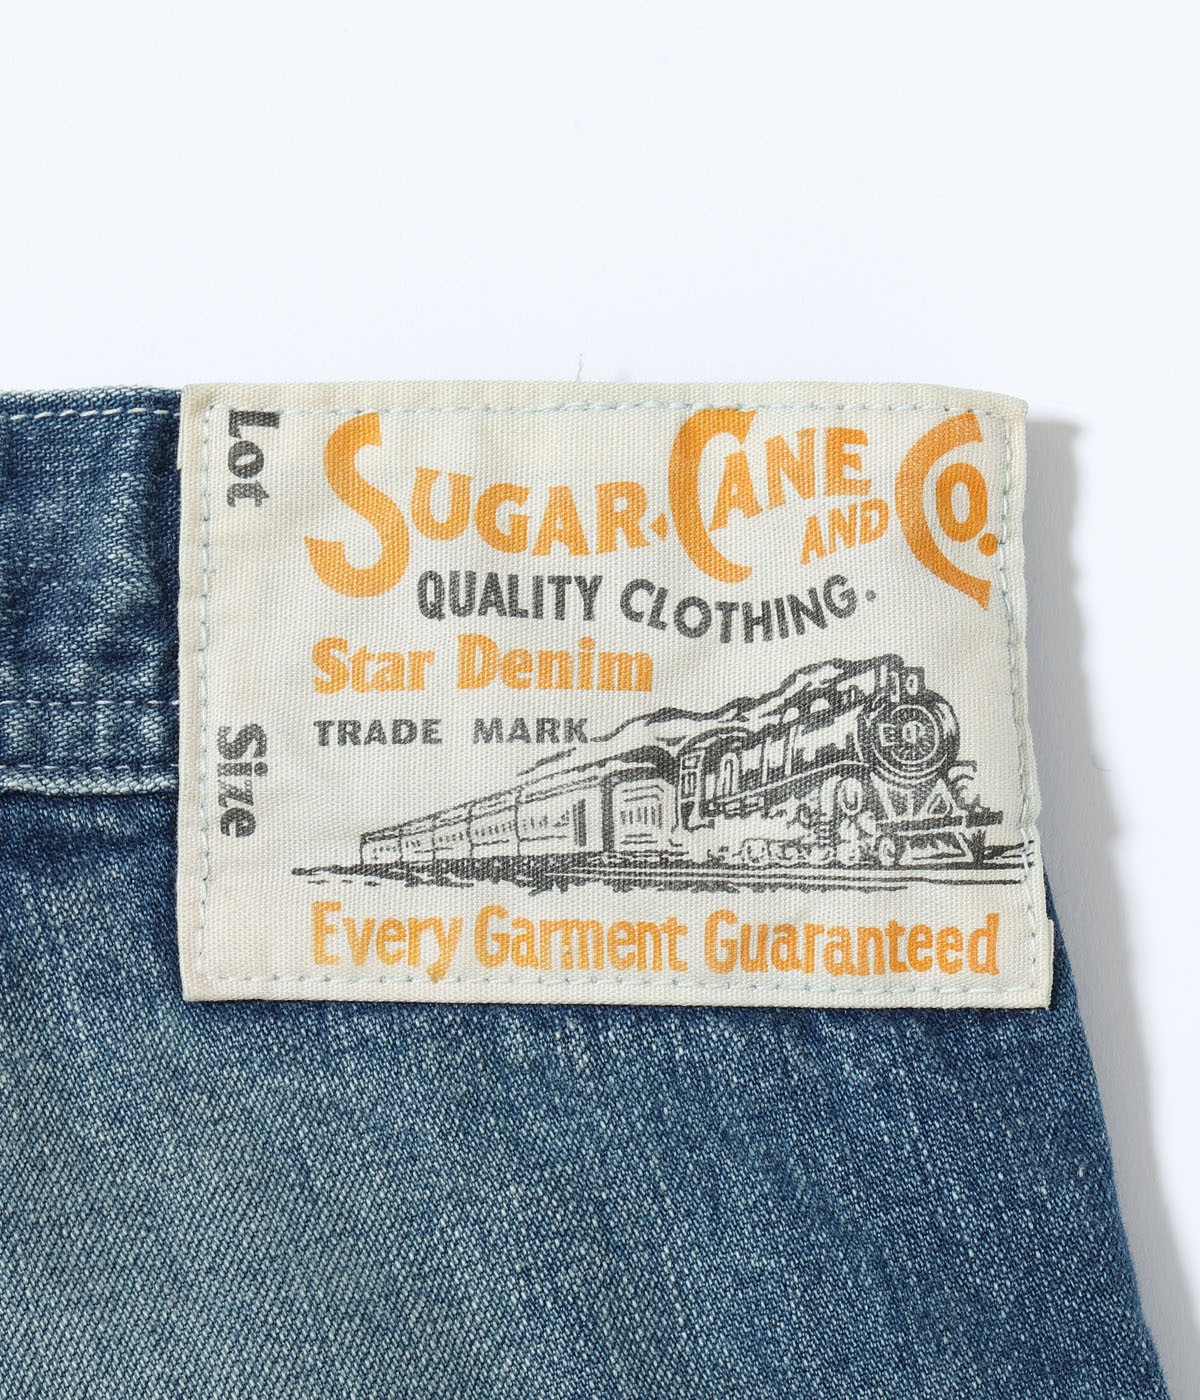 Lot
Size
SUGAR CANE AND CO.
QUALITY CLOTHING.
Star Denim
TRADE MARK
Every Garment Guaranteed